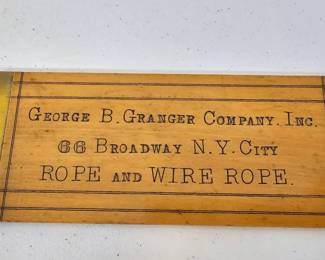 George B. Granger Company. Inc.
66 Broadway N.Y. City
ROPE AND WIRE ROPE.